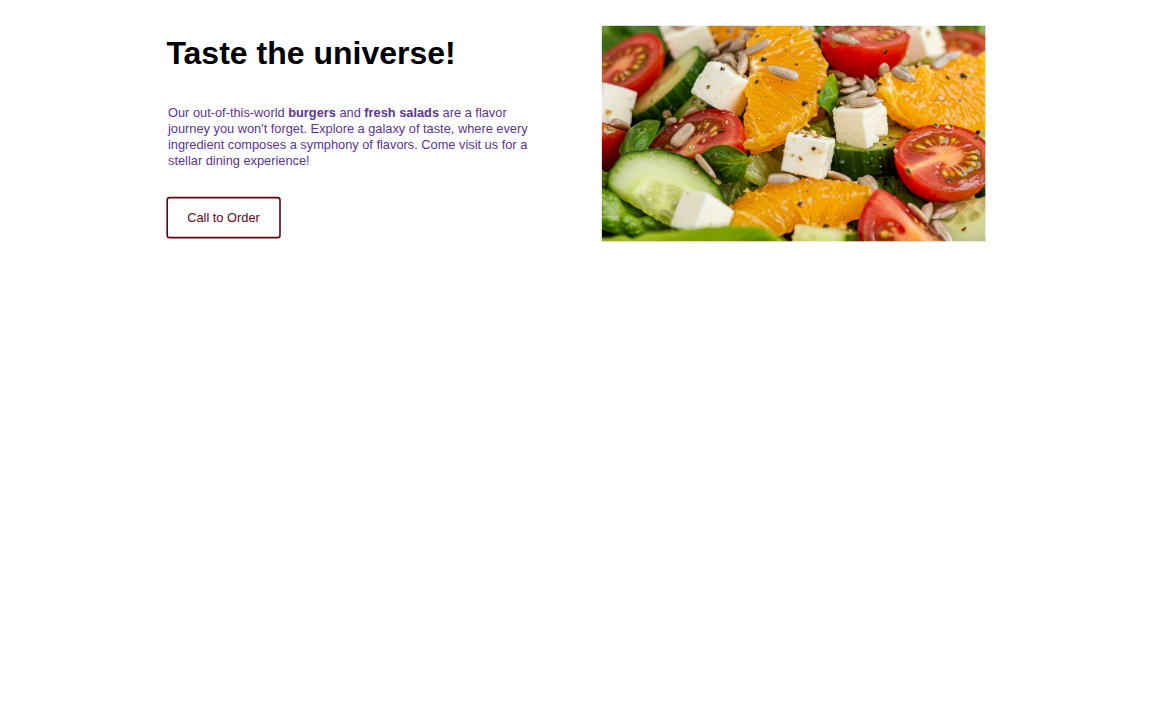 Taste the universe!
Our out-of-this-world burgers and fresh salads are a flavor
journey you won't forget. Explore a galaxy of taste, where every
ingredient composes a symphony of flavors. Come visit us for a
stellar dining experience!
Call to Order